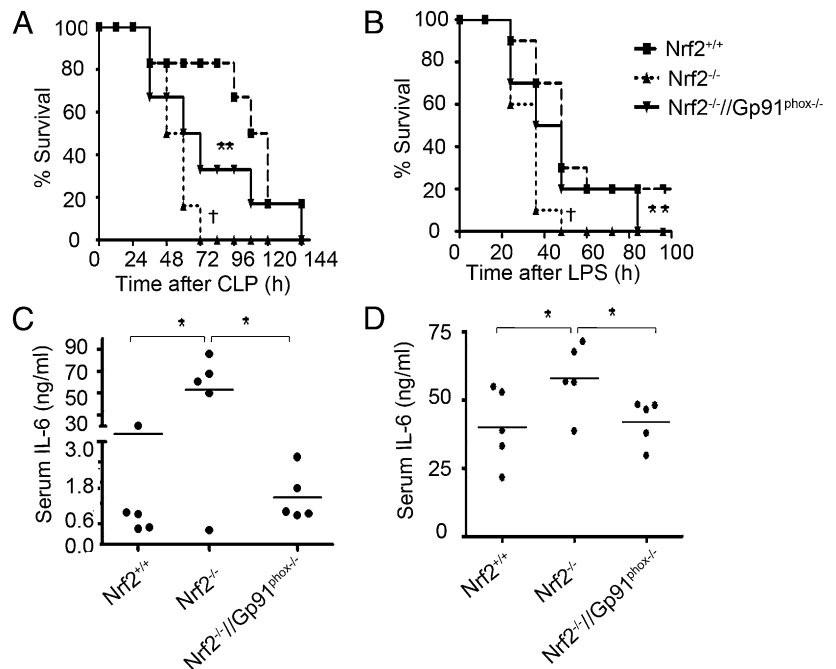 A
100
80
60
40
20
0
% Survival
**
†
0 24 48 72 96 120 144
Time after CLP (h)
B
100
80
60
40
20
0
% Survival
†
**
0 20 40 60 80 100
Time after LPS (h)
Nrf2+/+
Nrf2-/-
Nrf2-/-//Gp91phox-/-
C
90
70
50
30
3.0
1.8
0.6
0.0
Serum IL-6 (ng/ml)
* *
Nrf2+/+
Nrf2-/-
Nrf2-/-//Gp91phox-/-
D
75
50
25
0
Serum IL-6 (ng/ml)
* *
Nrf2+/+
Nrf2-/-
Nrf2-/-//Gp91phox-/-